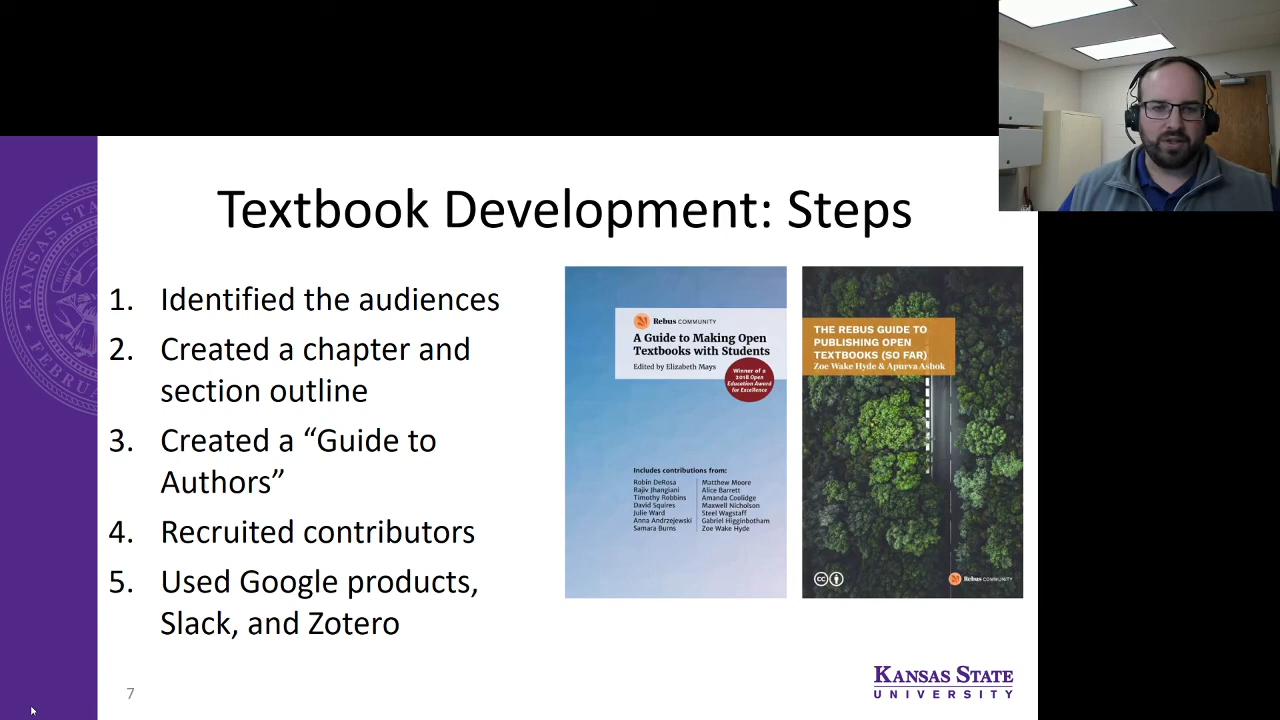 Textbook Development: Steps
1. Identified the audiences
2. Created a chapter and
section outline
3. Created a “Guide to
Authors”
4. Recruited contributors
5. Used Google products,
Slack, and Zotero
Rebus COMMUNITY
A Guide to Making Open
Textbooks with Students
Edited by Elizabeth Mays
Winner of a
2018 Open
Education Award
for Excellence
Includes contributions from:
Robin DeRosa
Rajiv Jhangiani
Timothy Robbins
David Squires
Julie Ward
Anna Andrzejewski
Samara Burns
Matthew Moore
Alice Barrett
Amanda Coolidge
Maxwell Nicholson
Steel Wagstaff
Gabriel Higginbotham
Zoe Wake Hyde
THE REBUS GUIDE TO
PUBLISHING OPEN
TEXTBOOKS (SO FAR)
Zoe Wake Hyde & Apurva Ashok
cc
Rebus COMMUNITY
7
KANSAS STATE
UNIVERSITY
KANSAS STATE
FEBRUA